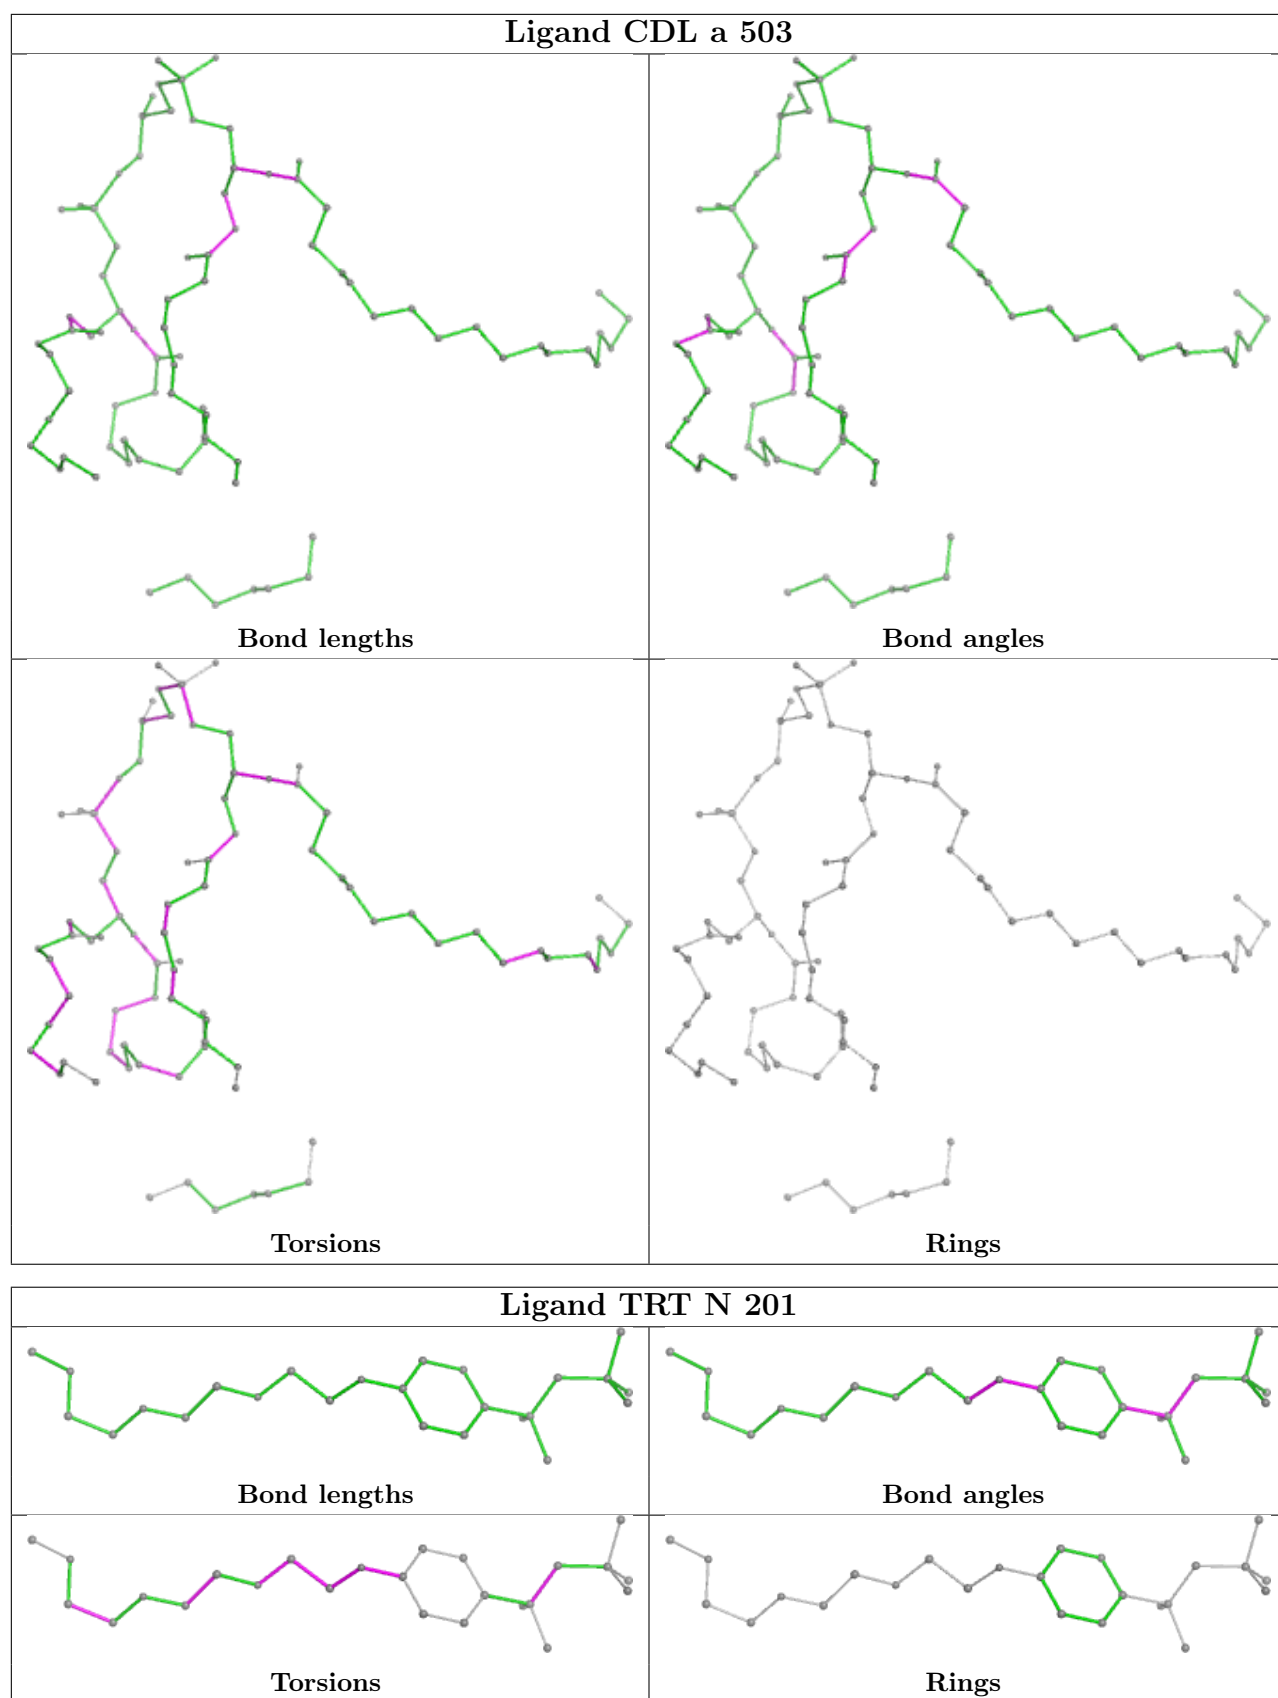 Ligand CDL a 503
Bond lengths
Bond angles
Torsions
Rings
Ligand TRT N 201
Bond lengths
Bond angles
Torsions
Rings